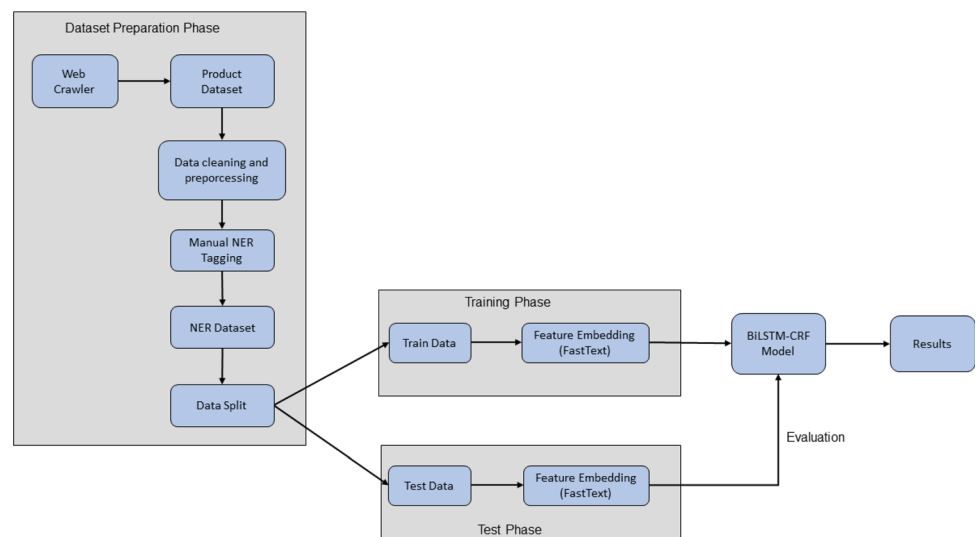 Dataset Preparation Phase
Web
Crawler
Product
Dataset
Data cleaning and
preporcessing
Manual NER
Tagging
NER Dataset
Data Split
Training Phase
Train Data
Feature Embedding
(FastText)
BiLSTM-CRF
Model
Results
Evaluation
Test Data
Feature Embedding
(FastText)
Test Phase